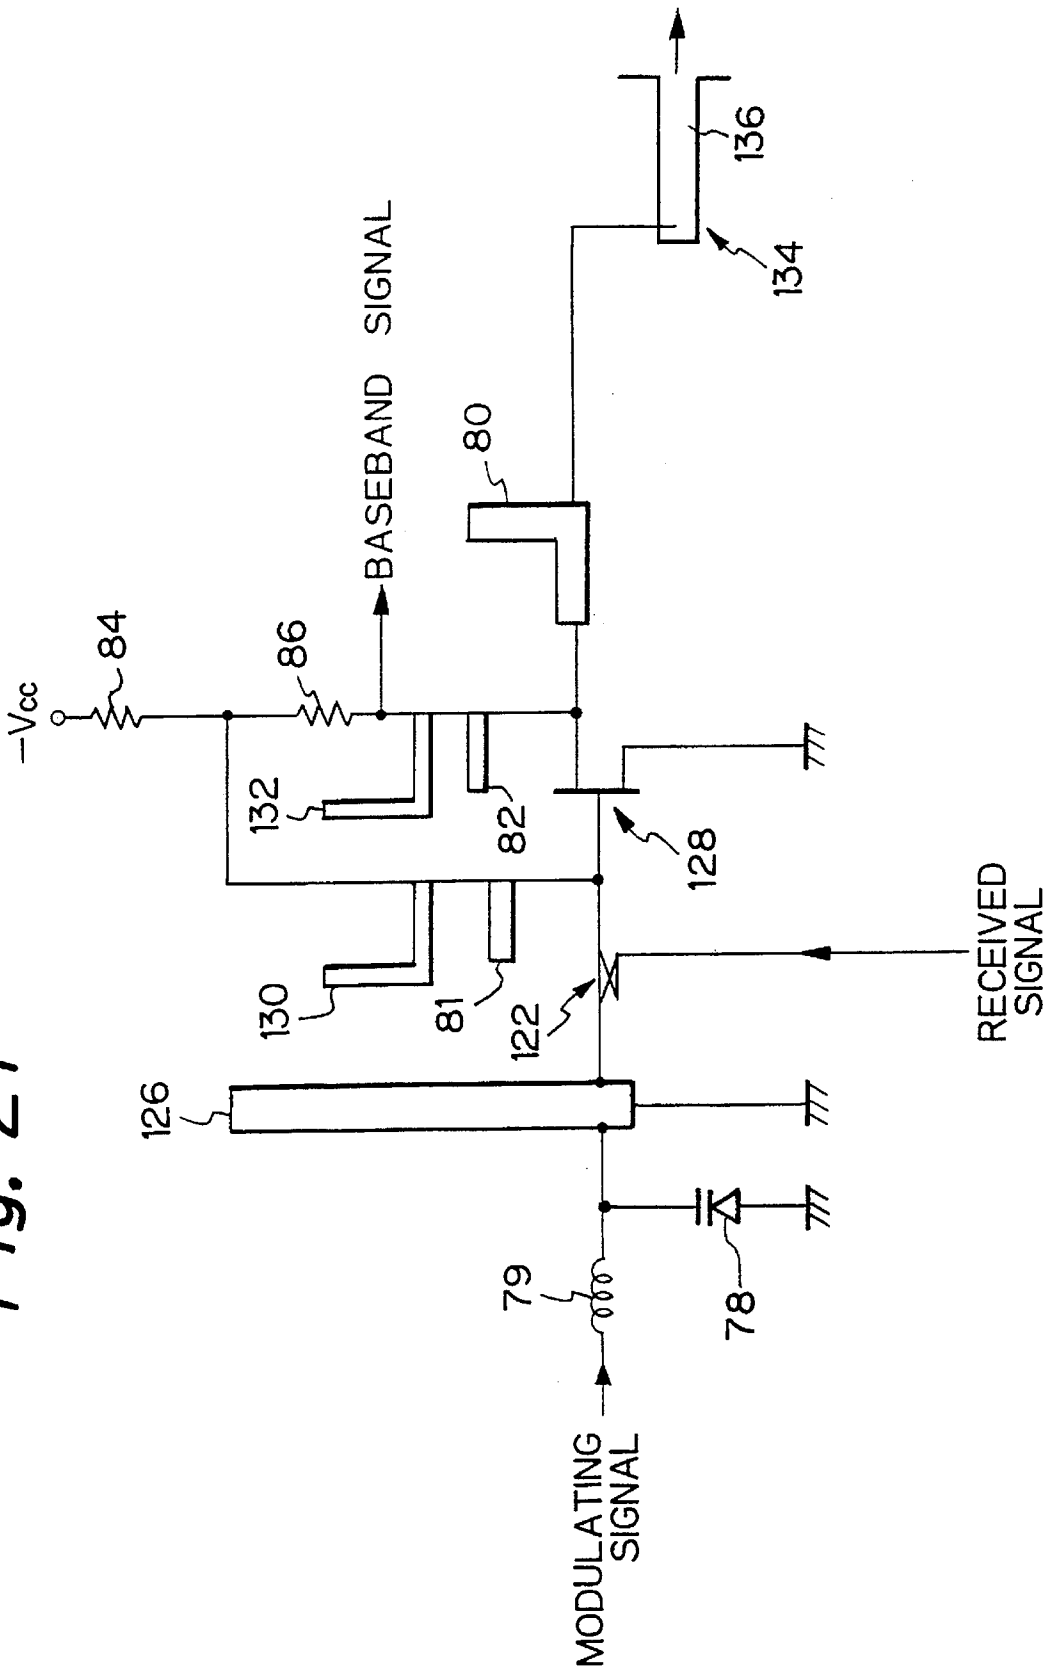 Fig. 21
-Vcc
84
86
BASEBAND SIGNAL
132
82
80
130
81
126
122
128
136
134
79
78
MODULATING
SIGNAL
RECEIVED
SIGNAL